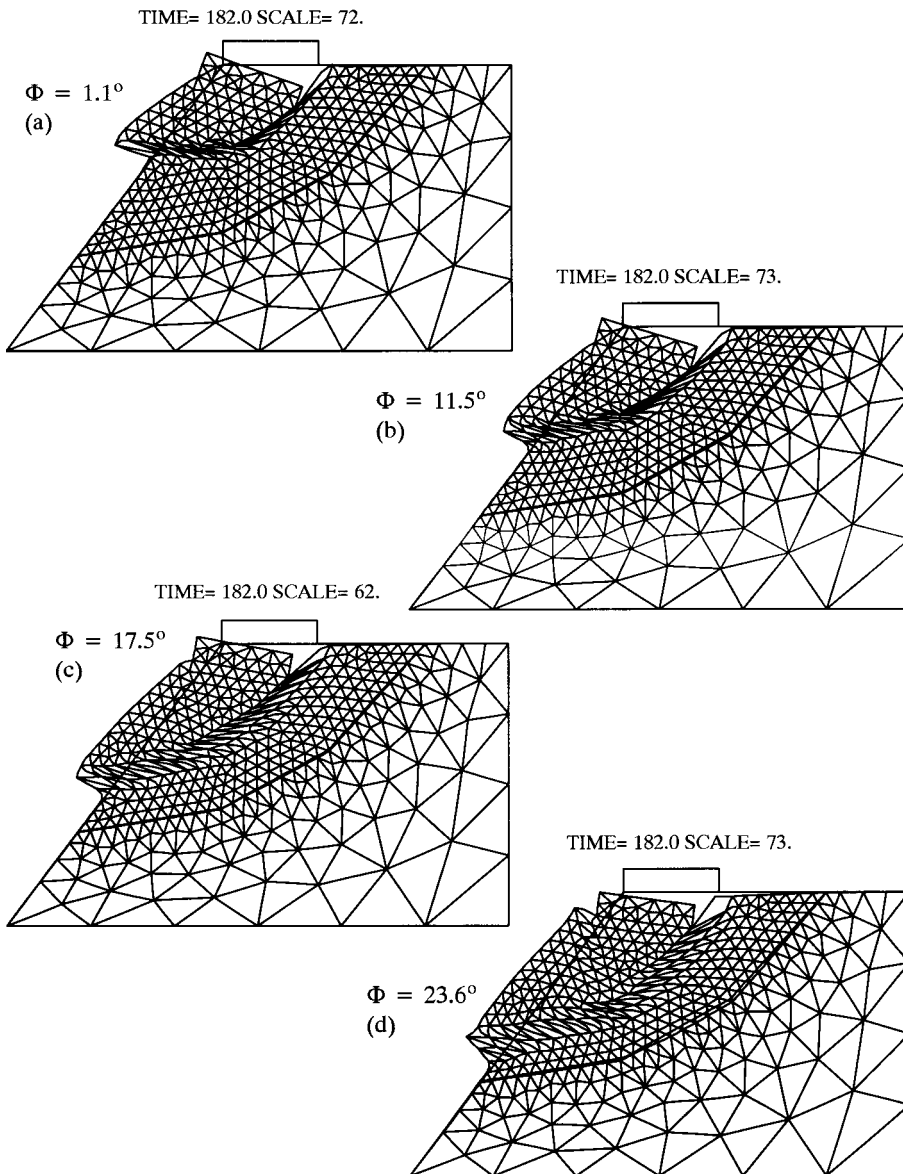 TIME= 182.0 SCALE= 72.
Φ = 1.1°
(a)
TIME= 182.0 SCALE= 73.
Φ = 11.5°
(b)
TIME= 182.0 SCALE= 62.
Φ = 17.5°
(c)
TIME= 182.0 SCALE= 73.
Φ = 23.6°
(d)